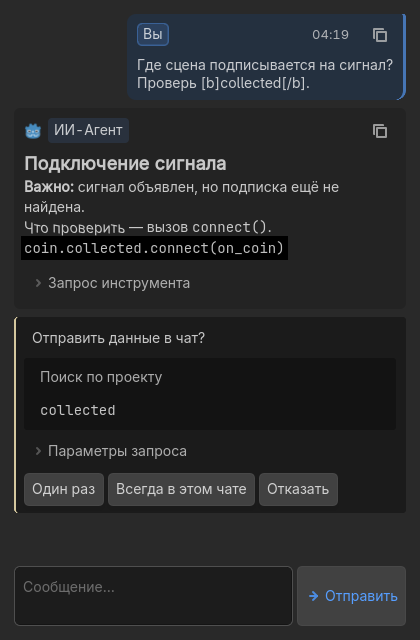 Вы
04:19
Где сцена подписывается на сигнал?
Проверь [b]collected[/b].
ИИ-Агент
Подключение сигнала
Важно: сигнал объявлен, но подписка ещё не
найдена.
Что проверить — вызов connect().
coin.collected.connect(on_coin)
Запрос инструмента
Отправить данные в чат?
Поиск по проекту
collected
Параметры запроса
Один раз
Всегда в этом чате
Отказать
Сообщение...
Отправить